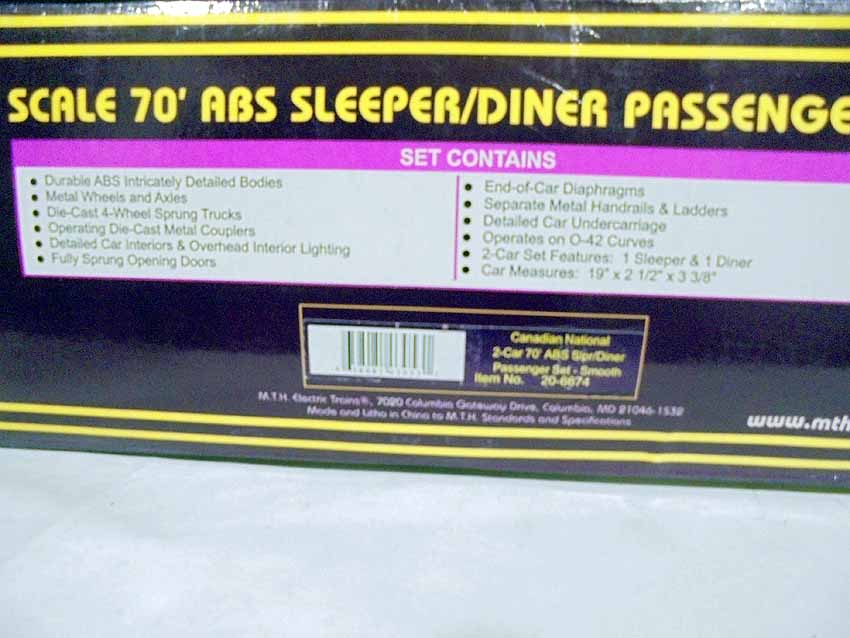 SCALE 70' ABS SLEEPER/DINER PASSENGE
SET CONTAINS
• Durable ABS Intricately Detailed Bodies
• Metal Wheels and Axles
• Die-Cast 4-Wheel Sprung Trucks
• Operating Die-Cast Metal Couplers
• Detailed Car Interiors & Overhead Interior Lighting
• Fully Sprung Opening Doors
• End-of-Car Diaphragms
• Separate Metal Handrails & Ladders
• Detailed Car Undercarriage
• Operates on O-42 Curves
• 2-Car Set Features: 1 Sleeper & 1 Diner
• Car Measures: 19" x 2 1/2" x 3 3/8"
Canadian National
2-Car 70' ABS Slpr/Diner
Passenger Set - Smooth
Item No. 20-6674
M.T.H. Electric Trains®, 7020 Columbia Gateway Drive, Columbia, MD 21046-1532
Made and Litho in China to M.T.H. Standards and Specifications
www.mth